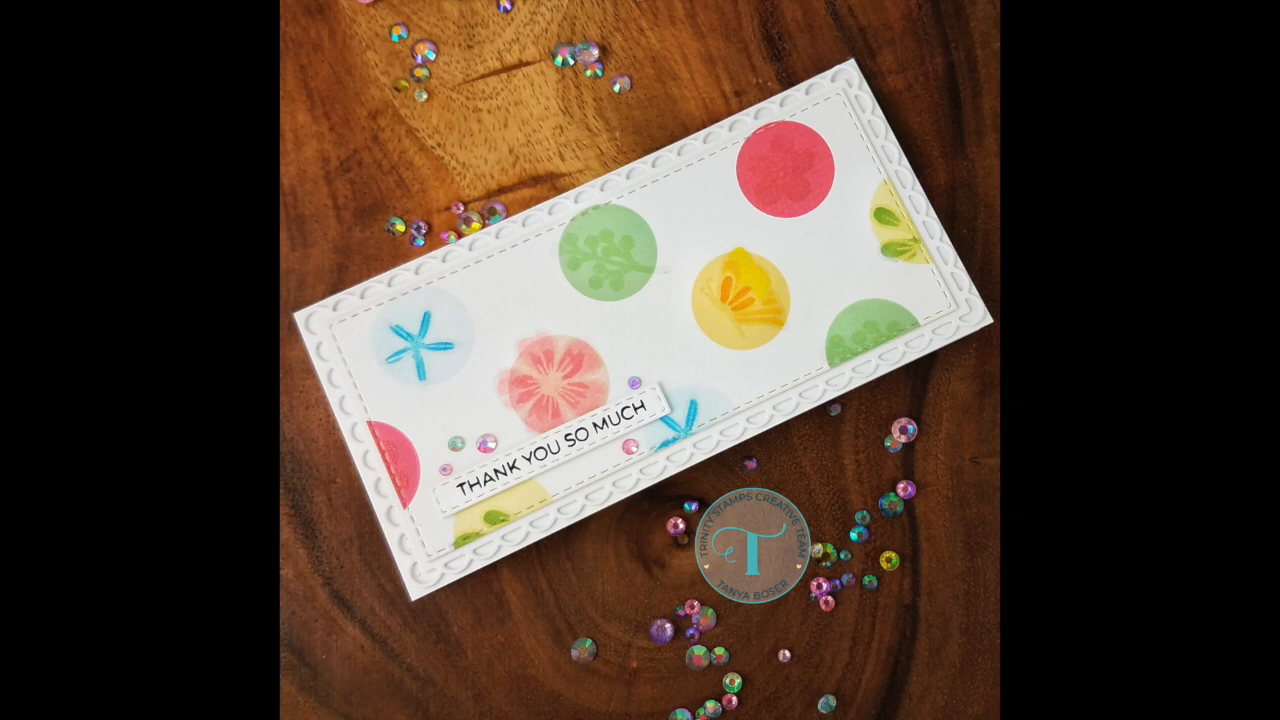 THANK YOU SO MUCH
TRINITY STAMPS CREATIVE TEAM
T
TANYA BOSER